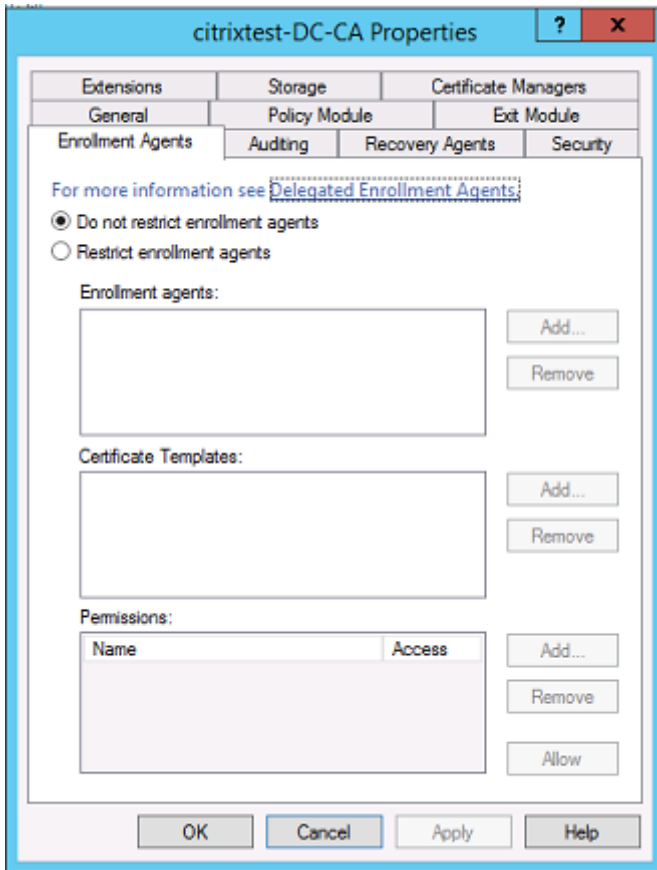 citrixtest-DC-CA Properties
?
x
Extensions
Storage
Certificate Managers
General
Policy Module
Exit Module
Enrollment Agents
Auditing
Recovery Agents
Security
For more information see Delegated Enrollment Agents.
Do not restrict enrollment agents
Restrict enrollment agents
Enrollment agents:
Add...
Remove
Certificate Templates:
Add...
Remove
Permissions:
Name
Access
Add...
Remove
Allow
OK
Cancel
Apply
Help